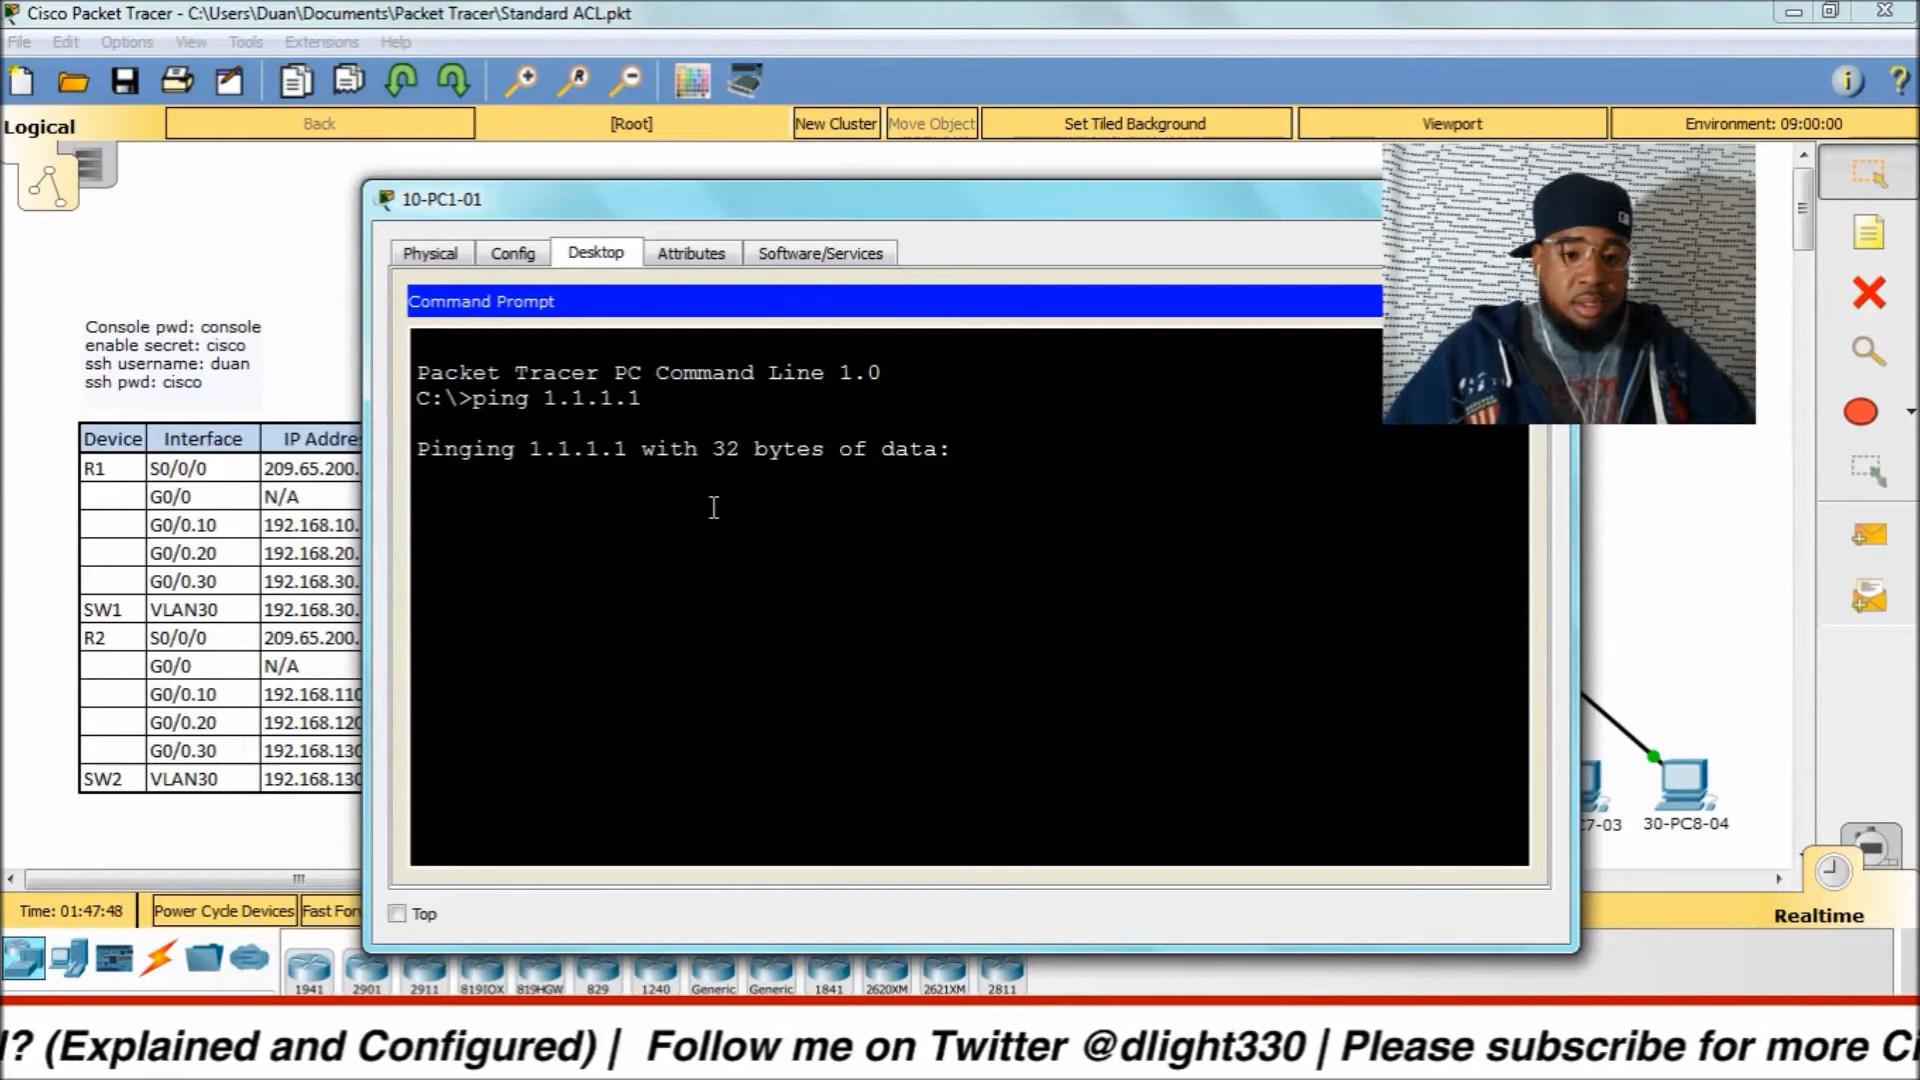 Cisco Packet Tracer - C:\Users\Duan\Documents\Packet Tracer\Standard ACL.pkt
File Edit Options View Tools Extensions Help
Logical Back [Root] New Cluster Move Object Set Tiled Background Viewport Environment: 09:00:00
10-PC1-01
Physical Config Desktop Attributes Software/Services
Command Prompt
Packet Tracer PC Command Line 1.0
C:\>ping 1.1.1.1
Pinging 1.1.1.1 with 32 bytes of data:
Top
Console pwd: console
enable secret: cisco
ssh username: duan
ssh pwd: cisco
Device Interface IP Addre
R1 S0/0/0 209.65.200.
G0/0 N/A
G0/0.10 192.168.10.
G0/0.20 192.168.20.
G0/0.30 192.168.30.
SW1 VLAN30 192.168.30.
R2 S0/0/0 209.65.200.
G0/0 N/A
G0/0.10 192.168.110
G0/0.20 192.168.120
G0/0.30 192.168.130
SW2 VLAN30 192.168.130
7-03 30-PC8-04
Time: 01:47:48 Power Cycle Devices Fast For
Realtime
1941 2901 2911 819IOX 819HGW 829 1240 Generic Generic 1841 2620XM 2621XM 2811
? (Explained and Configured) | Follow me on Twitter @dlight330 | Please subscribe for more Ci